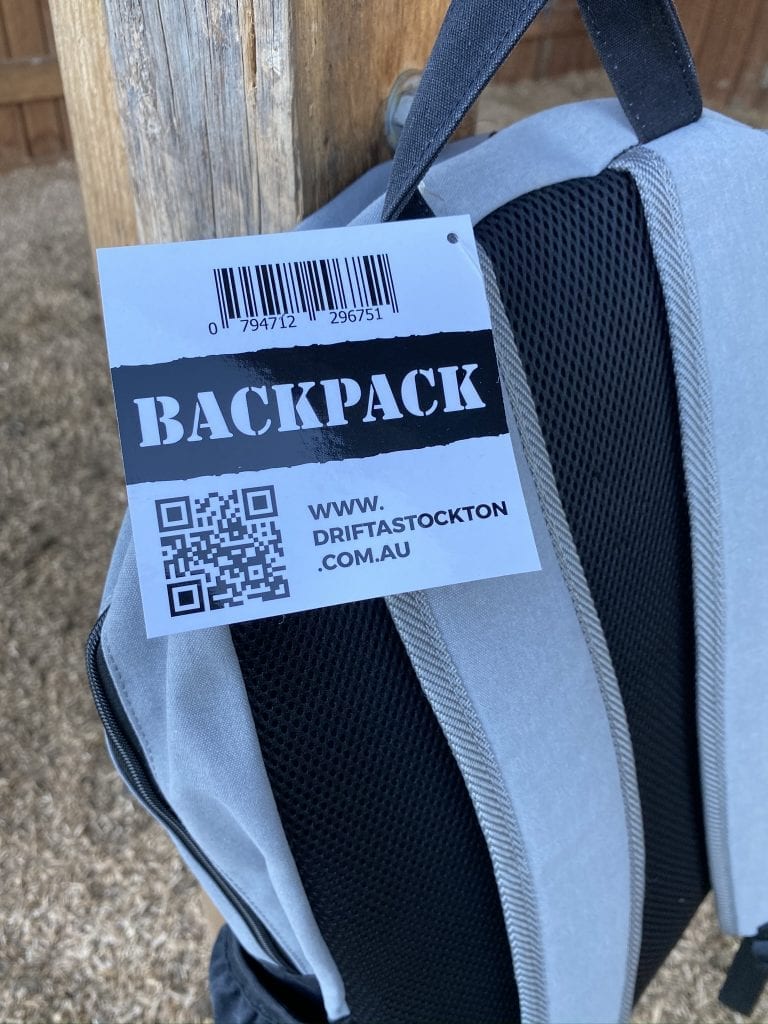 0 794712 296751
BACKPACK
WWW.
DRIFTASTOCKTON
.COM.AU